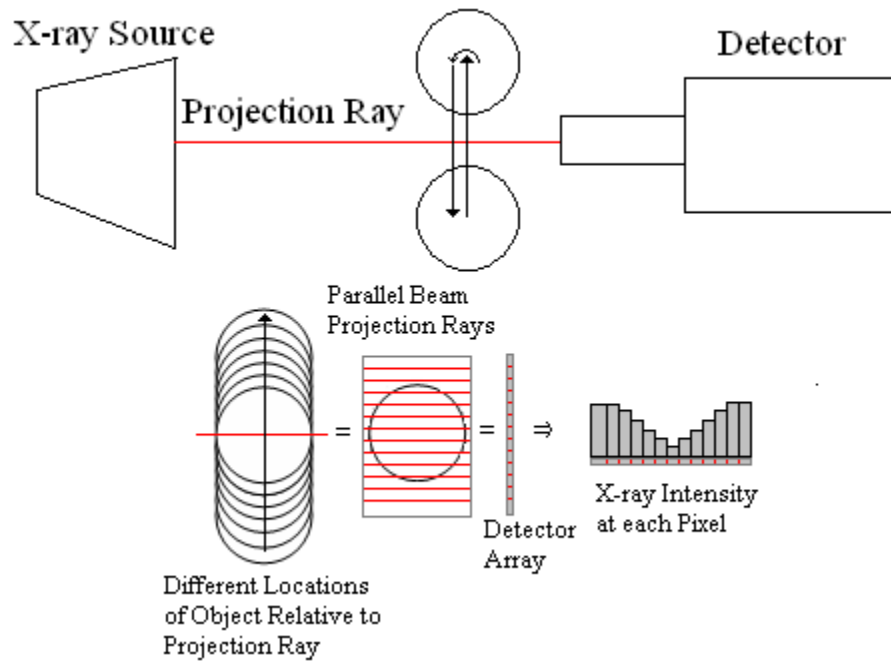 X-ray Source
Detector
Projection Ray
Parallel Beam
Projection Rays
= = ⇒
X-ray Intensity
at each Pixel
Detector
Array
Different Locations
of Object Relative to
Projection Ray